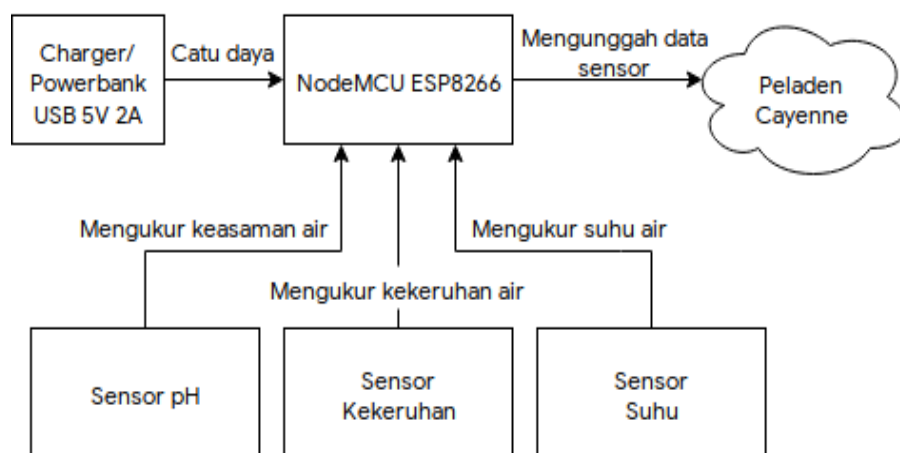 Charger/
Powerbank
USB 5V 2A
Catu daya
NodeMCU ESP8266
Mengunggah data
sensor
Peladen
Cayenne
Mengukur keasaman air
Mengukur suhu air
Mengukur kekeruhan air
Sensor pH
Sensor
Kekeruhan
Sensor
Suhu